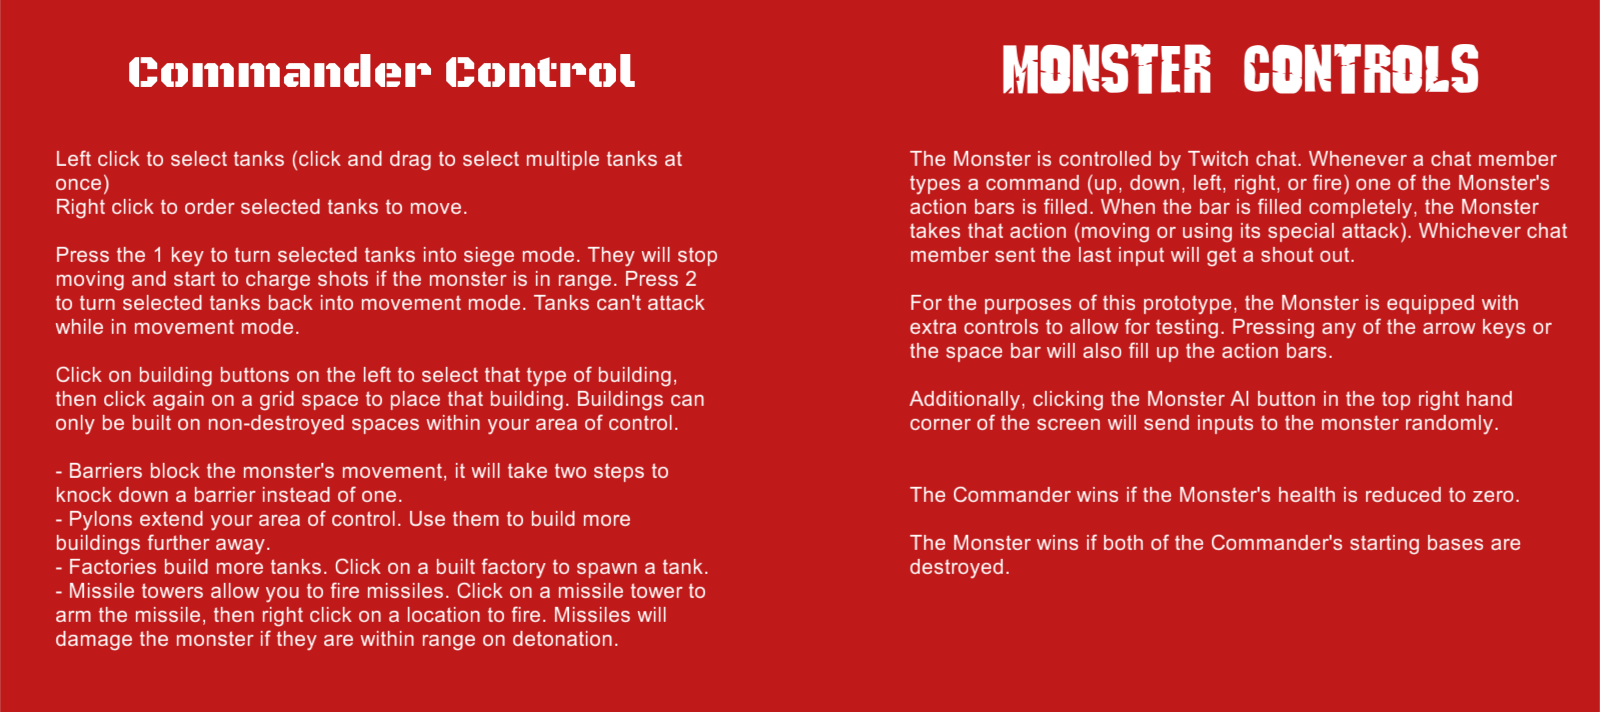 Commander Control
Left click to select tanks (click and drag to select multiple tanks at
once)
Right click to order selected tanks to move.
Press the 1 key to turn selected tanks into siege mode. They will stop
moving and start to charge shots if the monster is in range. Press 2
to turn selected tanks back into movement mode. Tanks can't attack
while in movement mode.
Click on building buttons on the left to select that type of building,
then click again on a grid space to place that building. Buildings can
only be built on non-destroyed spaces within your area of control.
- Barriers block the monster's movement, it will take two steps to
knock down a barrier instead of one.
- Pylons extend your area of control. Use them to build more
buildings further away.
- Factories build more tanks. Click on a built factory to spawn a tank.
- Missile towers allow you to fire missiles. Click on a missile tower to
arm the missile, then right click on a location to fire. Missiles will
damage the monster if they are within range on detonation.
MONSTER CONTROLS
The Monster is controlled by Twitch chat. Whenever a chat member
types a command (up, down, left, right, or fire) one of the Monster's
action bars is filled. When the bar is filled completely, the Monster
takes that action (moving or using its special attack). Whichever chat
member sent the last input will get a shout out.
For the purposes of this prototype, the Monster is equipped with
extra controls to allow for testing. Pressing any of the arrow keys or
the space bar will also fill up the action bars.
Additionally, clicking the Monster AI button in the top right hand
corner of the screen will send inputs to the monster randomly.
The Commander wins if the Monster's health is reduced to zero.
The Monster wins if both of the Commander's starting bases are
destroyed.